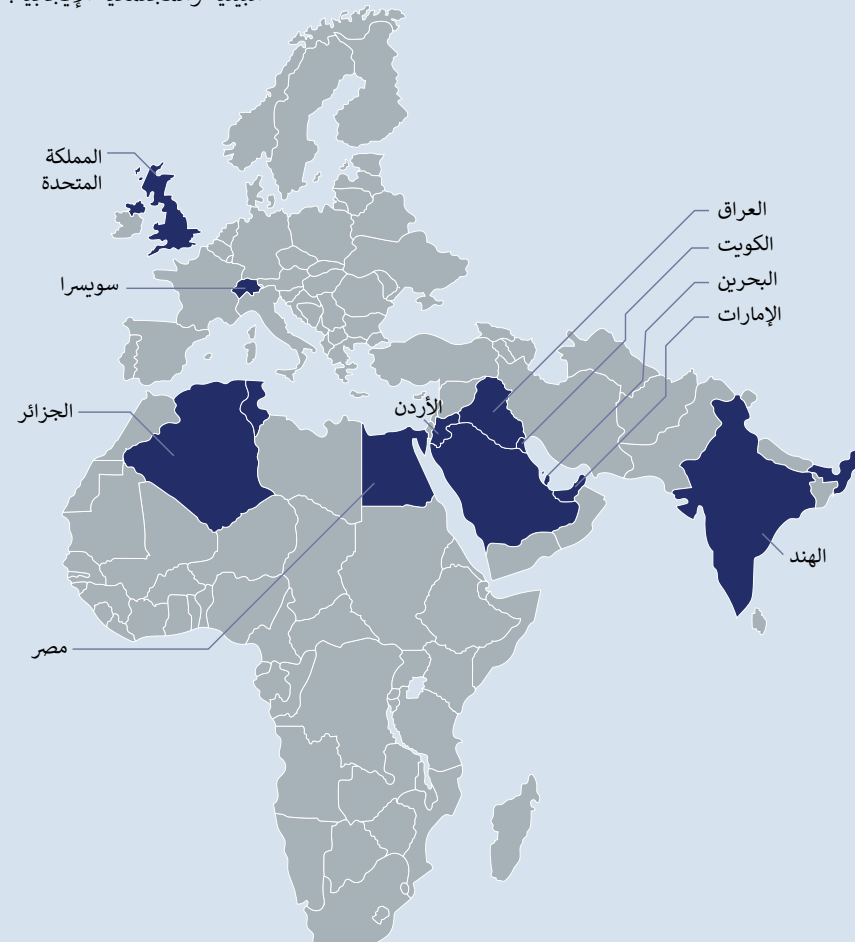 المملكة
المتحدة
سويسرا
العراق
الكويت
البحرين
الإمارات
الأردن
الجزائر
الهند
مصر